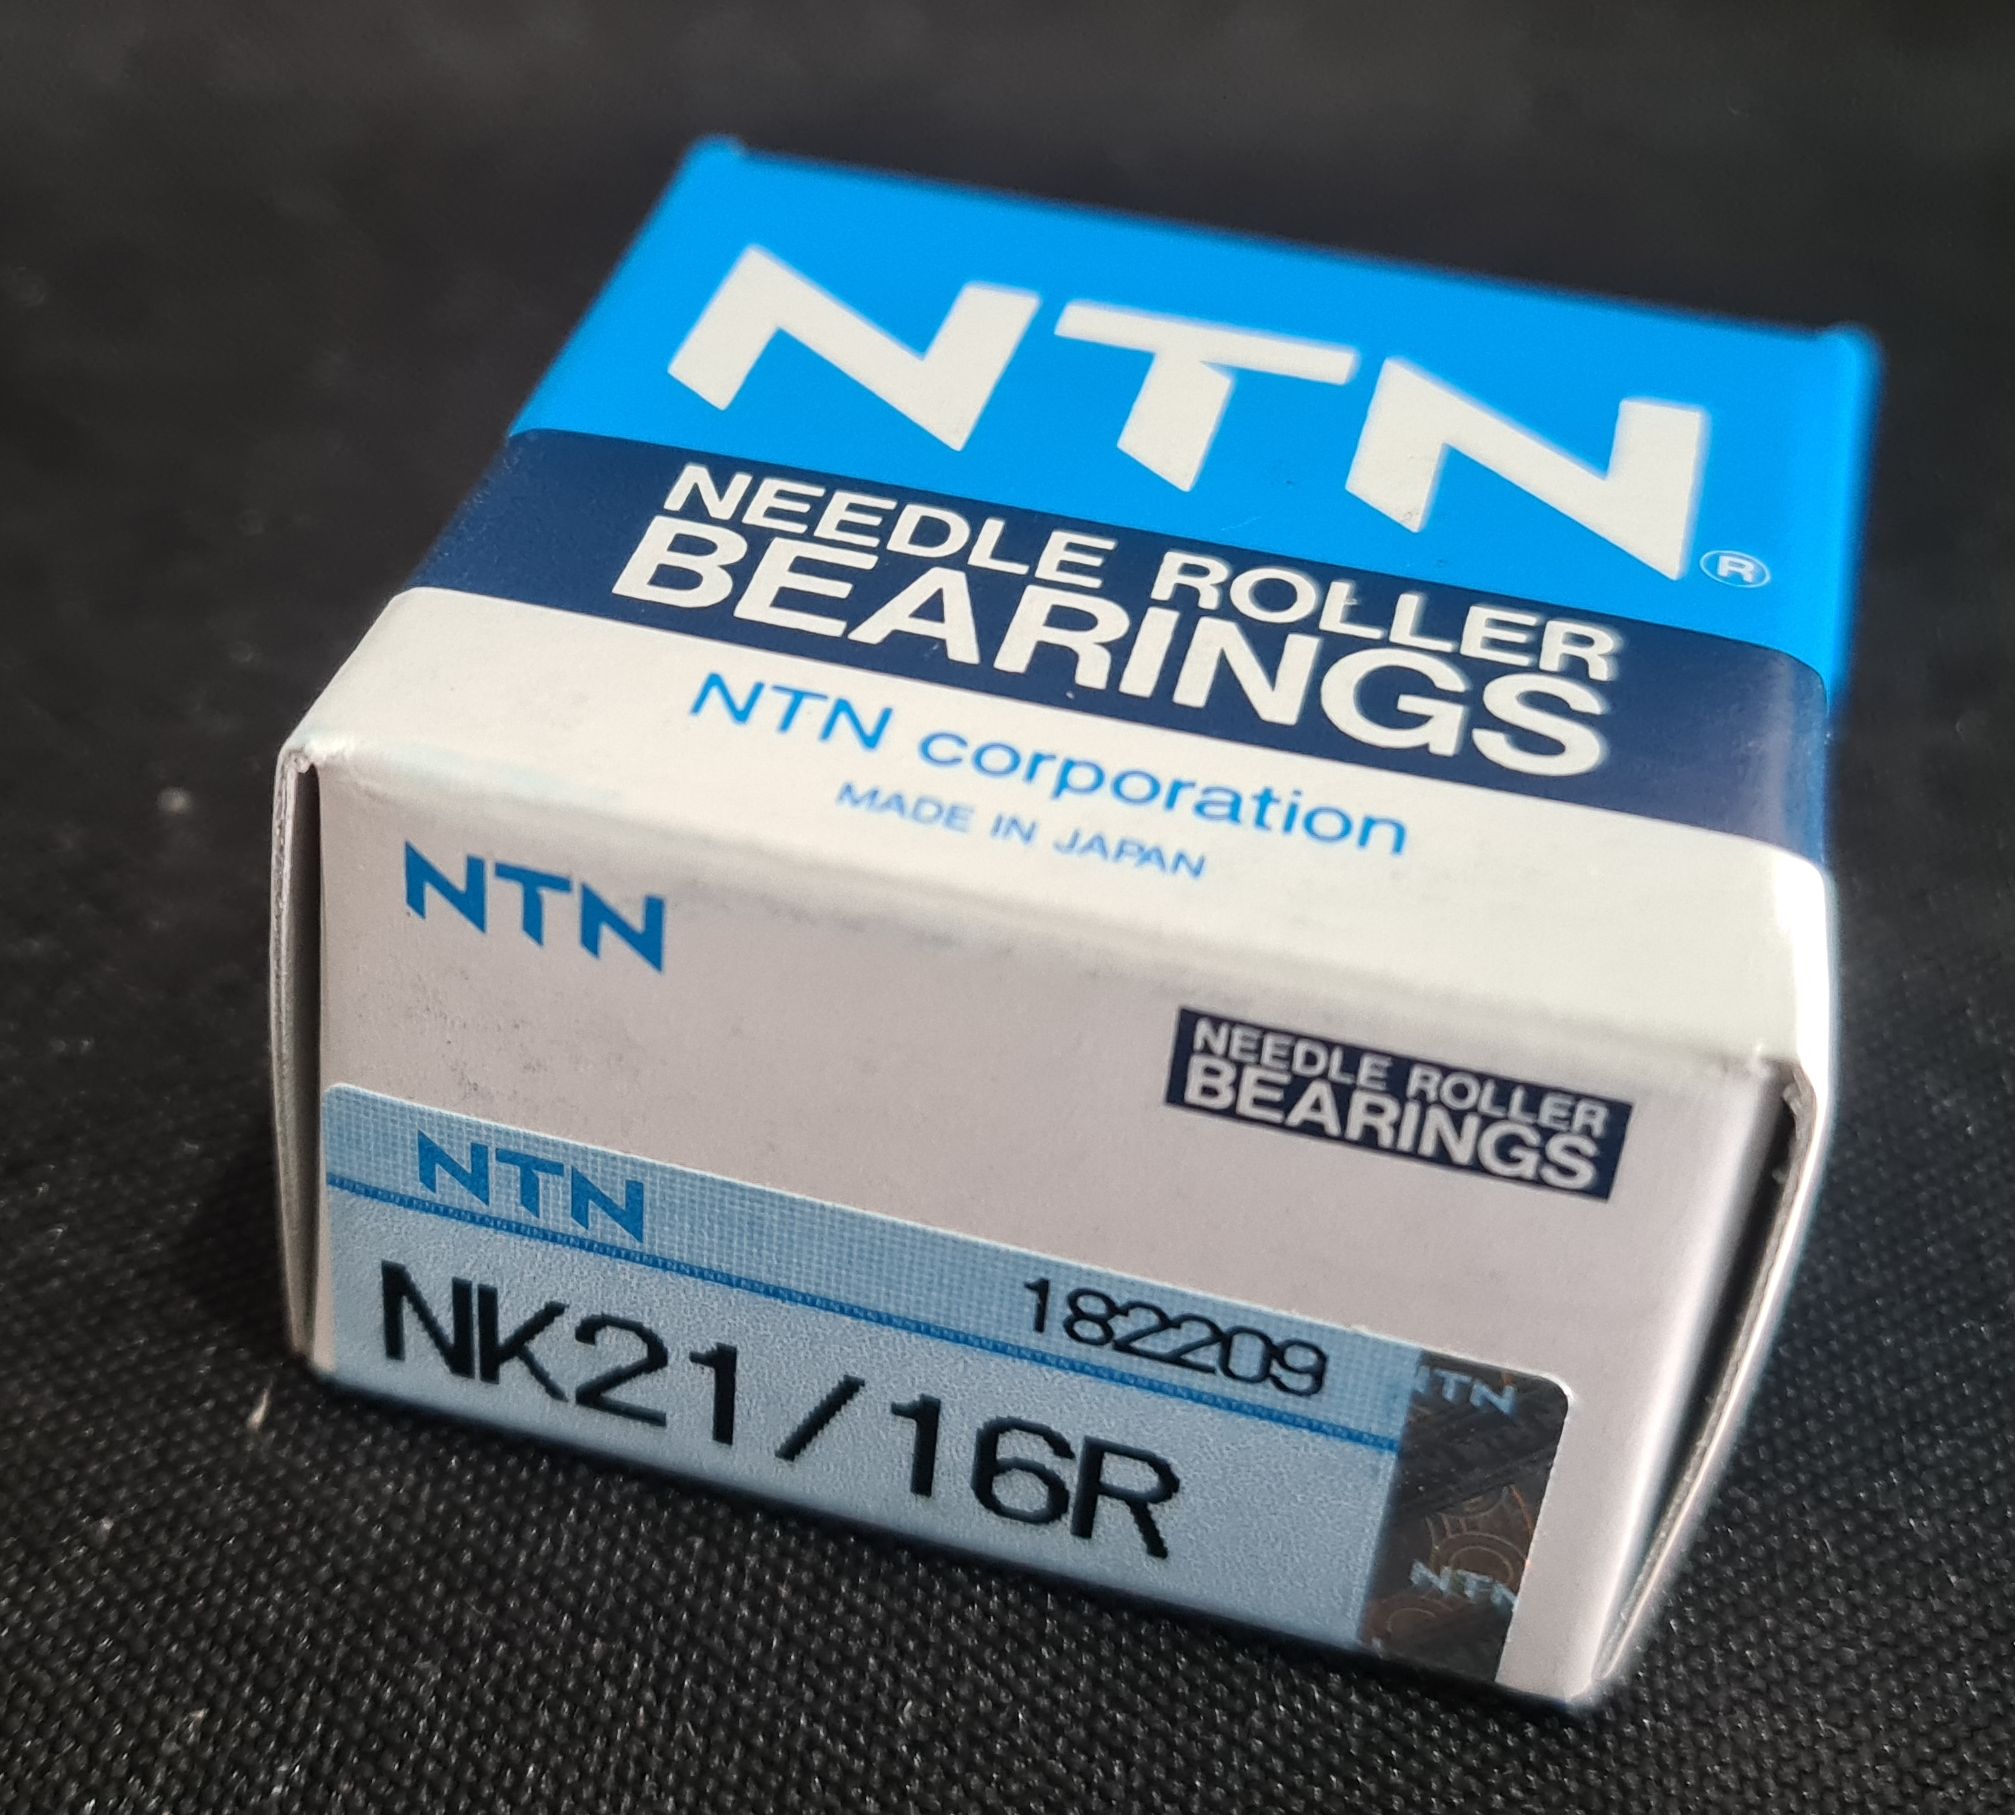 NTN®
NEEDLE ROLLER
BEARINGS
NTN corporation
MADE IN JAPAN
NTN
NEEDLE ROLLER
BEARINGS
NTN
182209
NK21/16R
NTN
NTN